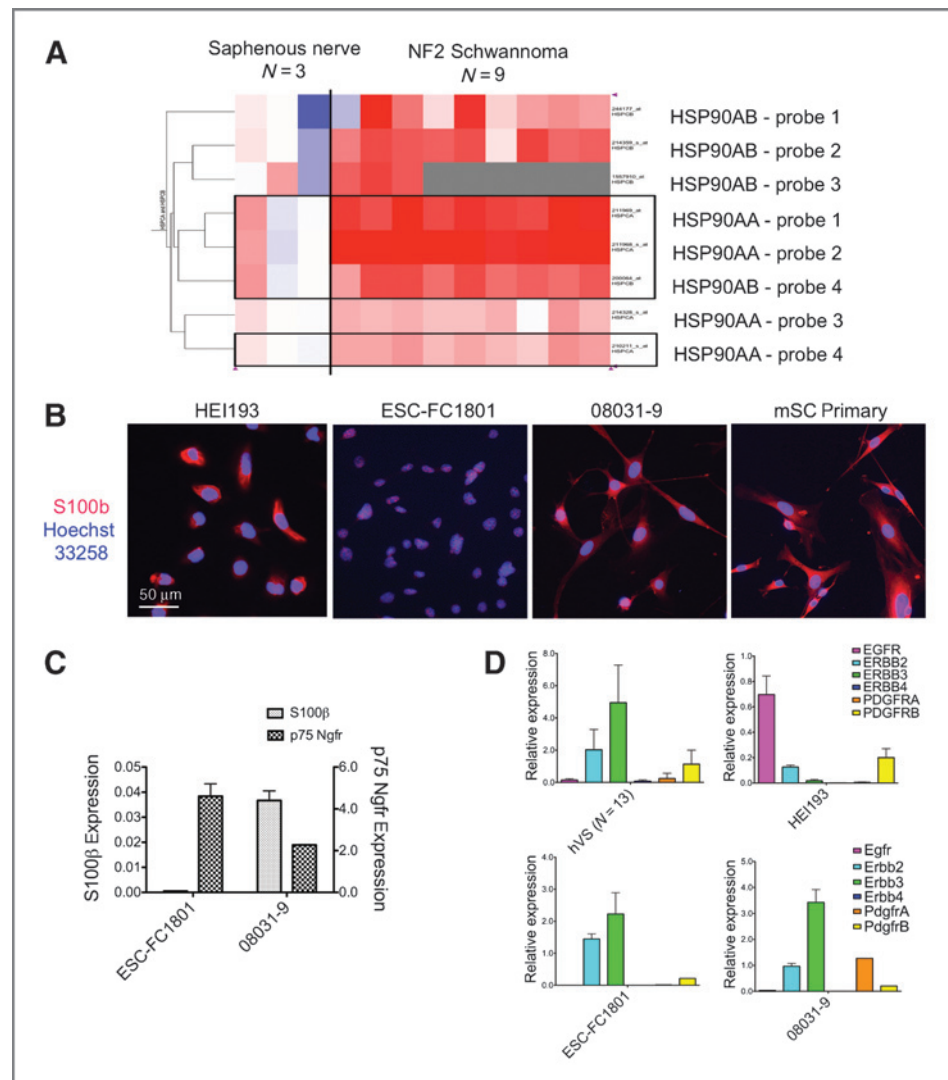 A
Saphenous nerve
N = 3
NF2 Schwannoma
N = 9
HSP90AB - probe 1
HSP90AB - probe 2
HSP90AB - probe 3
HSP90AA - probe 1
HSP90AA - probe 2
HSP90AB - probe 4
HSP90AA - probe 3
HSP90AA - probe 4
B
HEI193
ESC-FC1801
08031-9
mSC Primary
S100b
Hoechst
33258
50 μm
C
S100β
p75 Ngfr
S100β Expression
0.05
0.04
0.03
0.02
0.01
0.00
6.0
4.0
2.0
0.0
p75 Ngfr Expression
ESC-FC1801
08031-9
D
Relative expression
8.0
6.0
4.0
2.0
0.0
hVS (N = 13)
Relative expression
1.0
0.8
0.6
0.4
0.2
0.0
HEI193
EGFR
ERBB2
ERBB3
ERBB4
PDGFRA
PDGFRB
Relative expression
4.0
3.0
2.0
1.0
0.0
ESC-FC1801
Relative expression
5.0
4.0
3.0
2.0
1.0
0.0
08031-9
Egfr
Erbb2
Erbb3
Erbb4
PdgfrA
PdgfrB